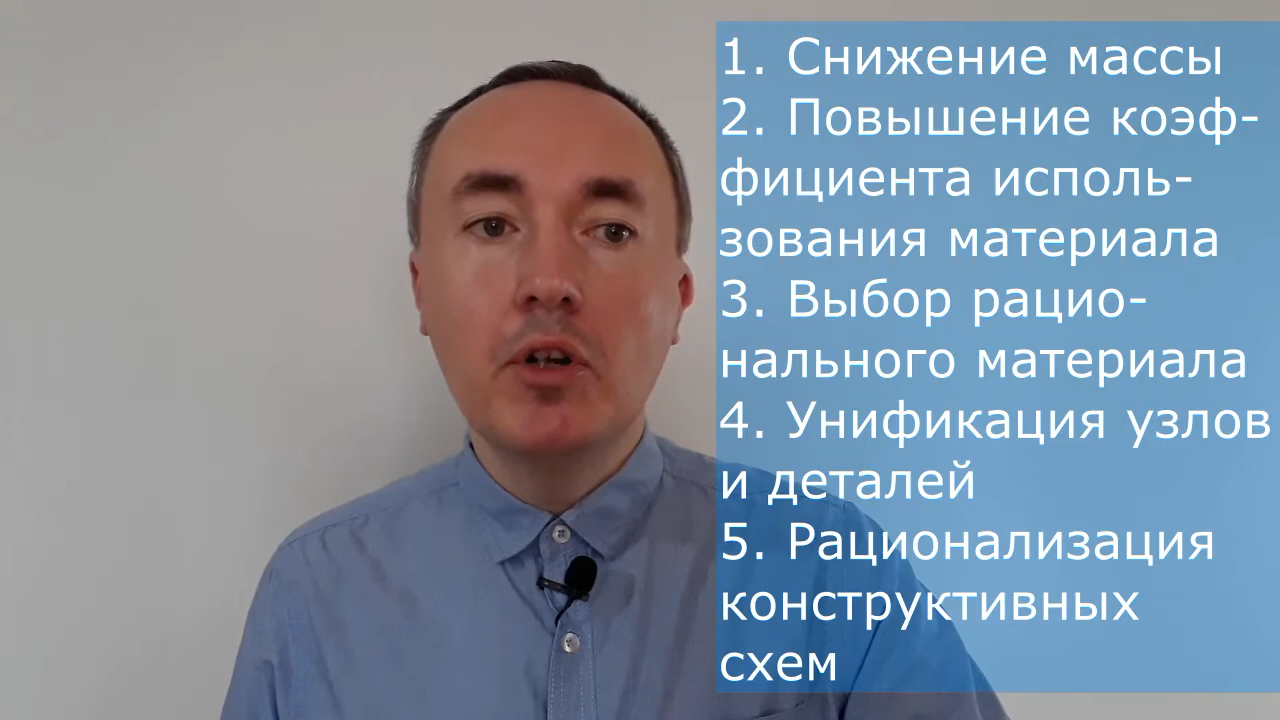 1. Снижение массы
2. Повышение коэф-
фициента исполь-
зования материала
3. Выбор рацио-
нального материала
4. Унификация узлов
и деталей
5. Рационализация
конструктивных
схем